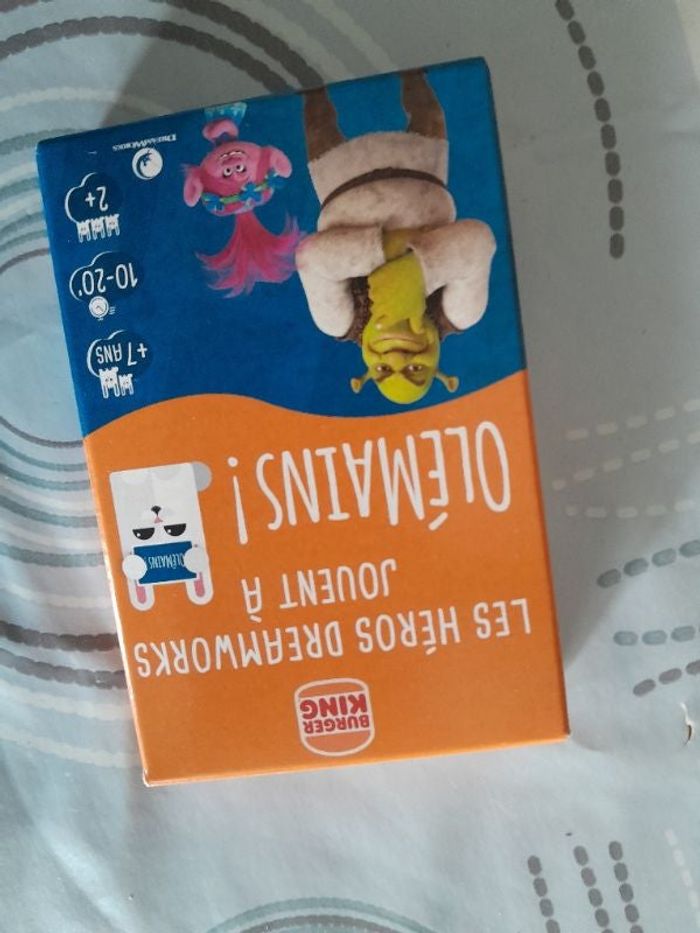 BURGER
KING
LES HÉROS DREAMWORKS
JOUENT À
OLÉMAINS !
OLÉMAINS !
+7 ANS
10-20'
2+
DREAMWORKS